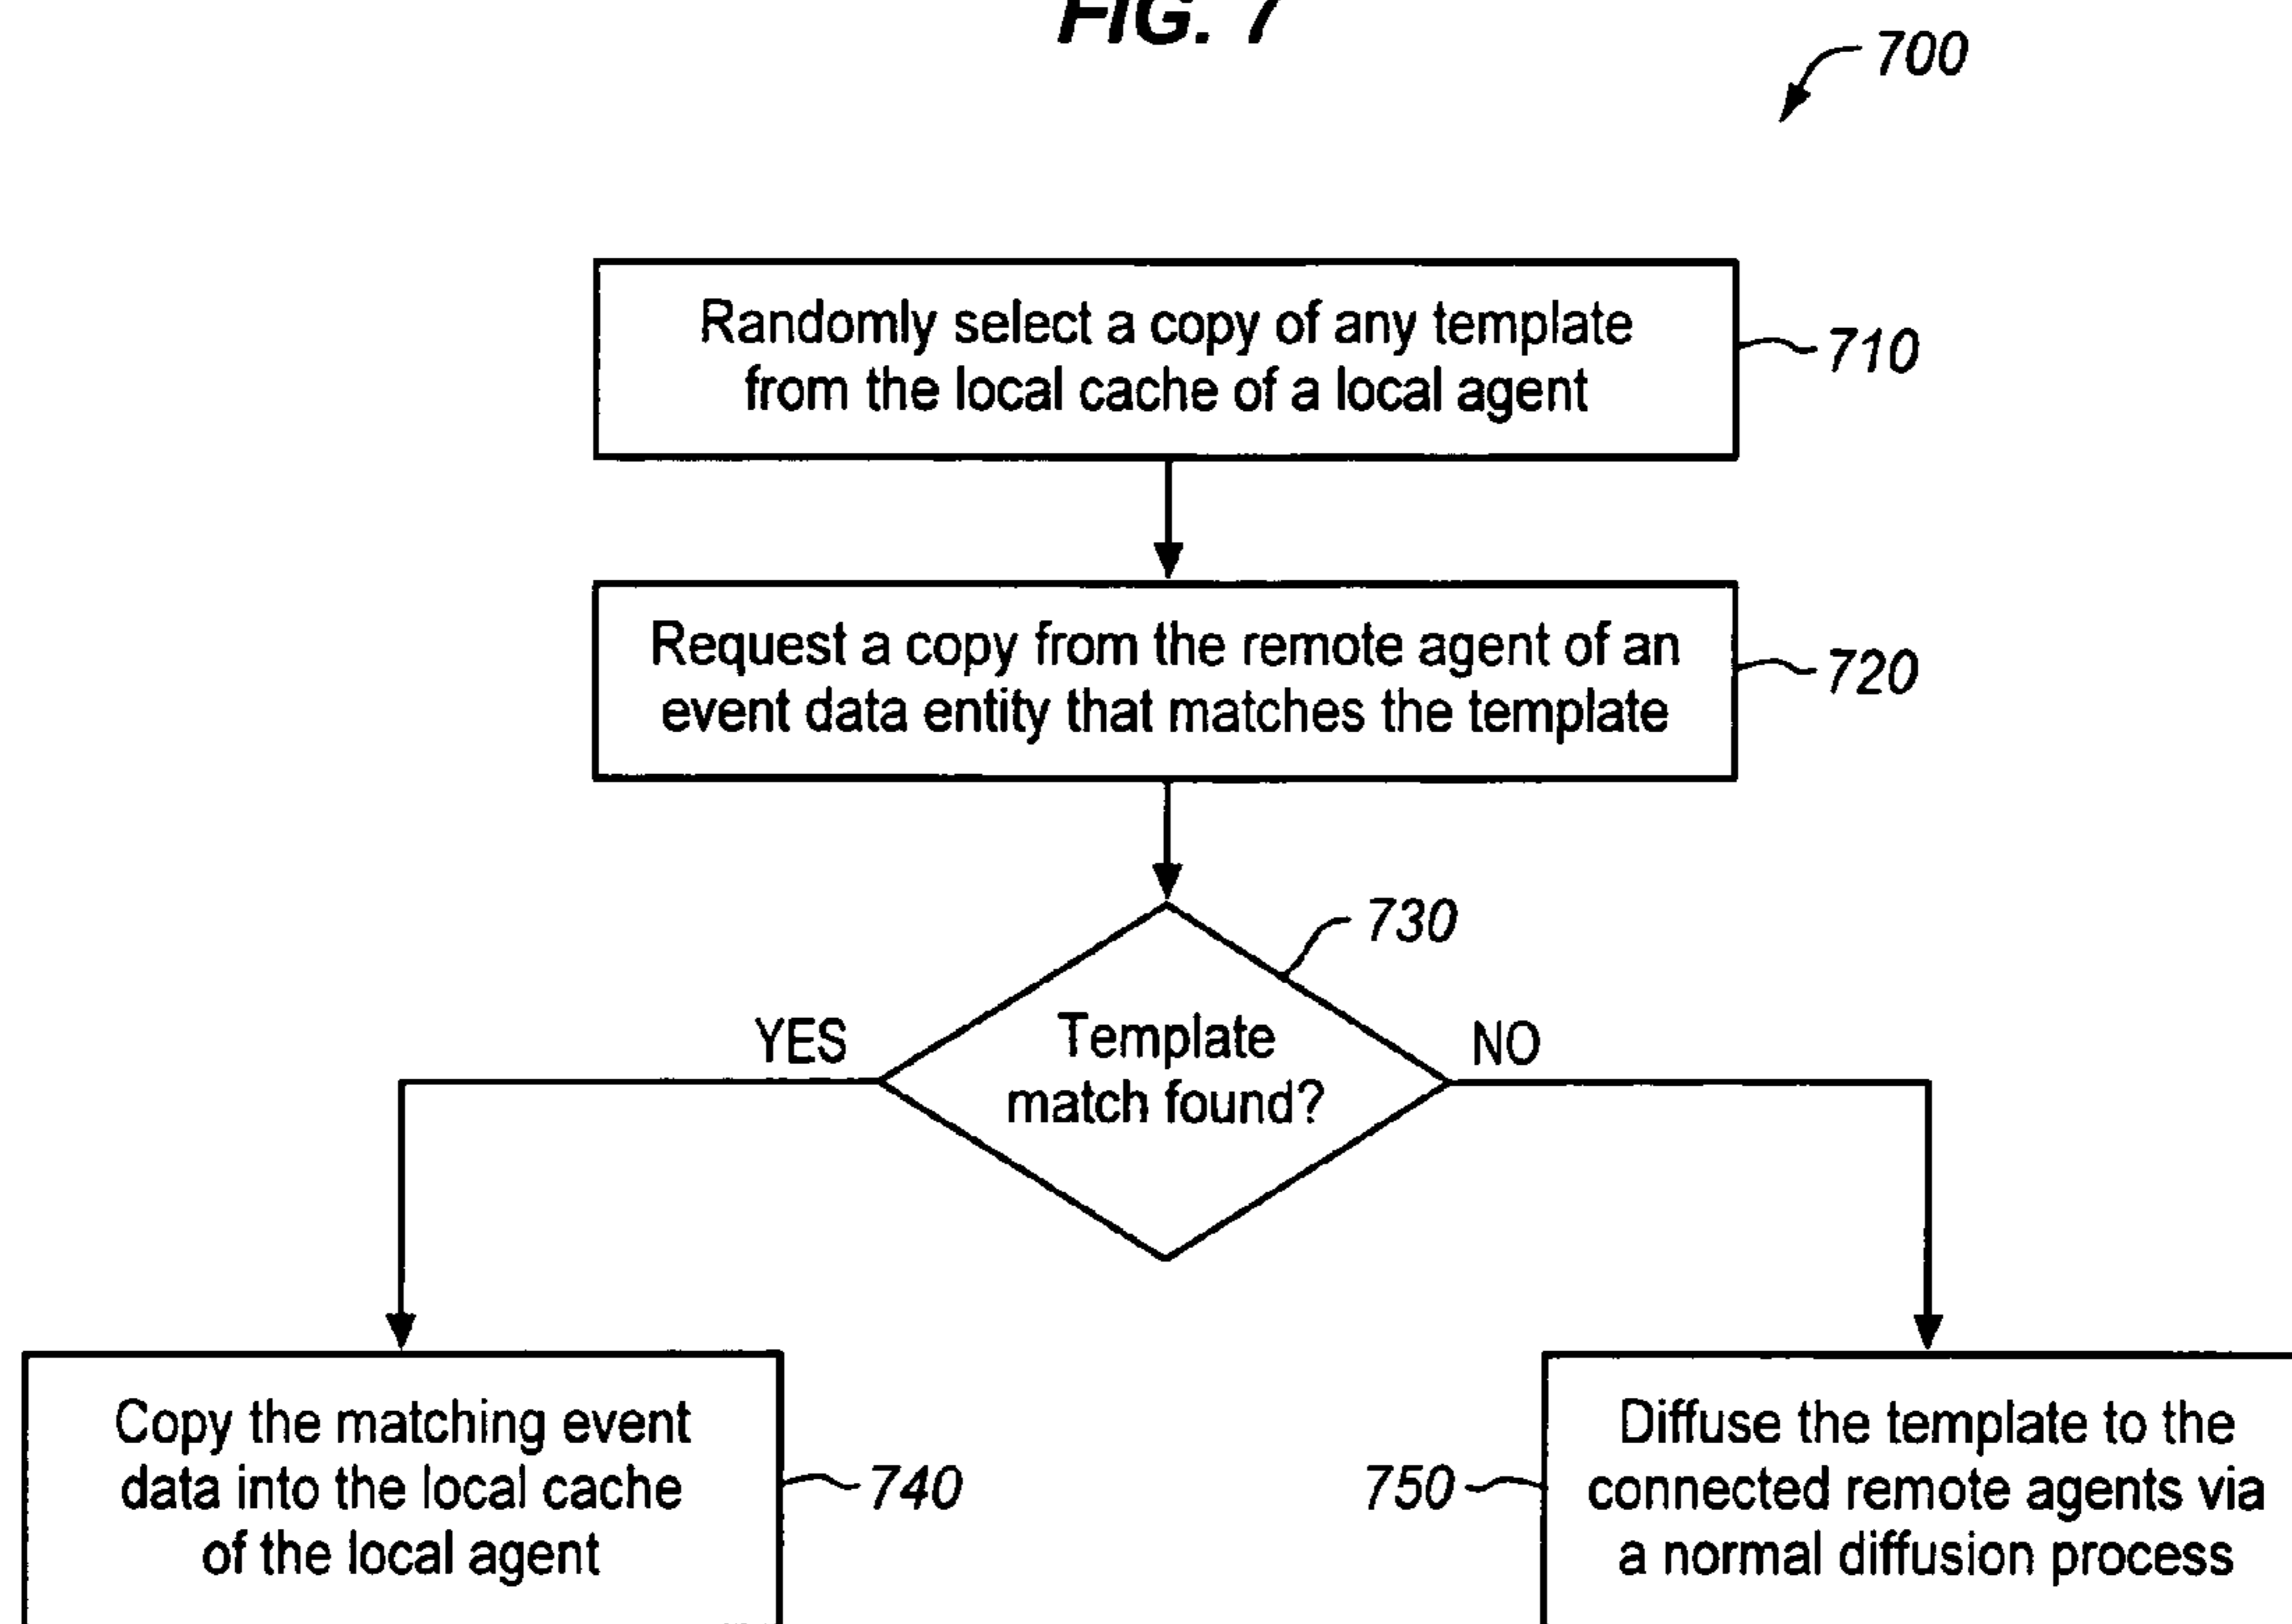 FIG. 7
700
Randomly select a copy of any template
from the local cache of a local agent
710
Request a copy from the remote agent of an
event data entity that matches the template
720
730
YES
Template
match found?
NO
Copy the matching event
data into the local cache
of the local agent
740
750
Diffuse the template to the
connected remote agents via
a normal diffusion process